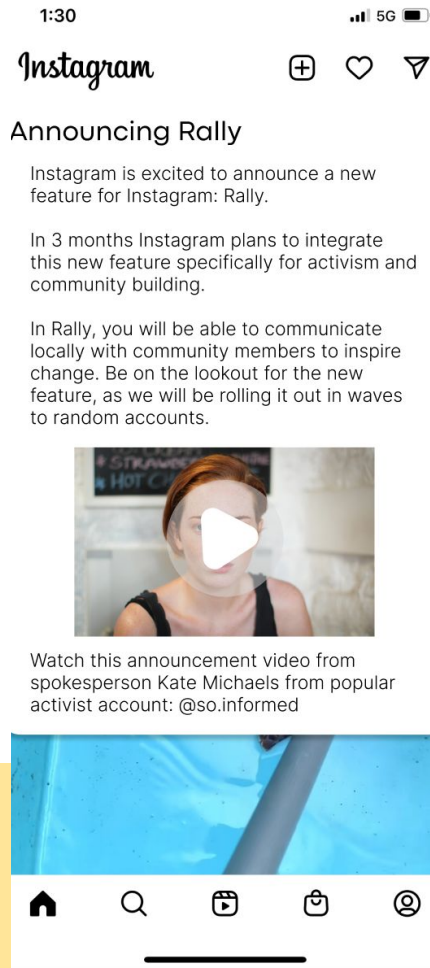 1:30
5G
Instagram
Announcing Rally
Instagram is excited to announce a new
feature for Instagram: Rally.
In 3 months Instagram plans to integrate
this new feature specifically for activism and
community building.
In Rally, you will be able to communicate
locally with community members to inspire
change. Be on the lookout for the new
feature, as we will be rolling it out in waves
to random accounts.
HOT
Watch this announcement video from
spokesperson Kate Michaels from popular
activist account: @so.informed